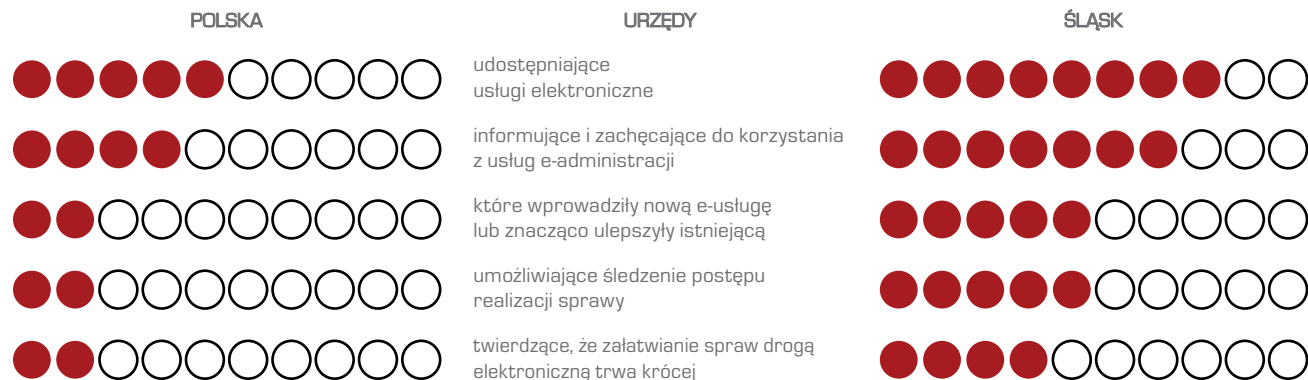 POLSKA
URZĘDY
ŚLĄSK
udostępniające
usługi elektroniczne
informujące i zachęcające do korzystania
z usług e-administracji
które wprowadziły nową e-usługę
lub znacząco ulepszyły istniejącą
umożliwiające śledzenie postępu
realizacji sprawy
twierdzące, że załatwianie spraw drogą
elektroniczną trwa krócej